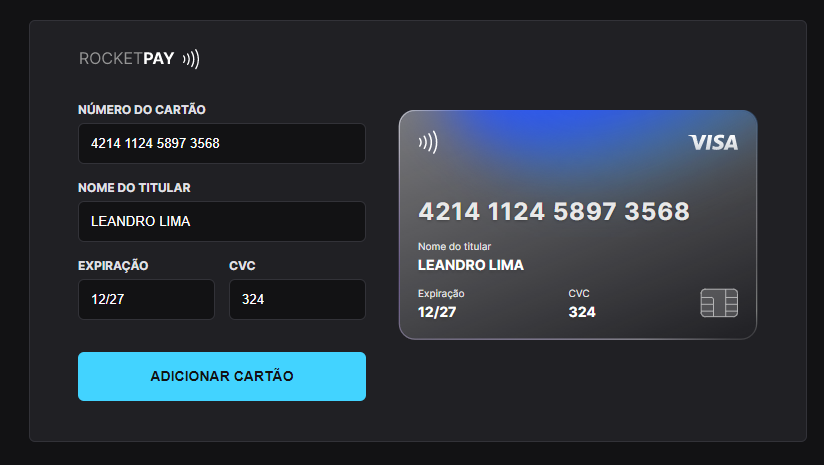 ROCKETPAY
NÚMERO DO CARTÃO
4214 1124 5897 3568
NOME DO TITULAR
LEANDRO LIMA
EXPIRAÇÃO CVC
12/27 324
ADICIONAR CARTÃO
VISA
4214 1124 5897 3568
Nome do titular
LEANDRO LIMA
Expiração CVC
12/27 324